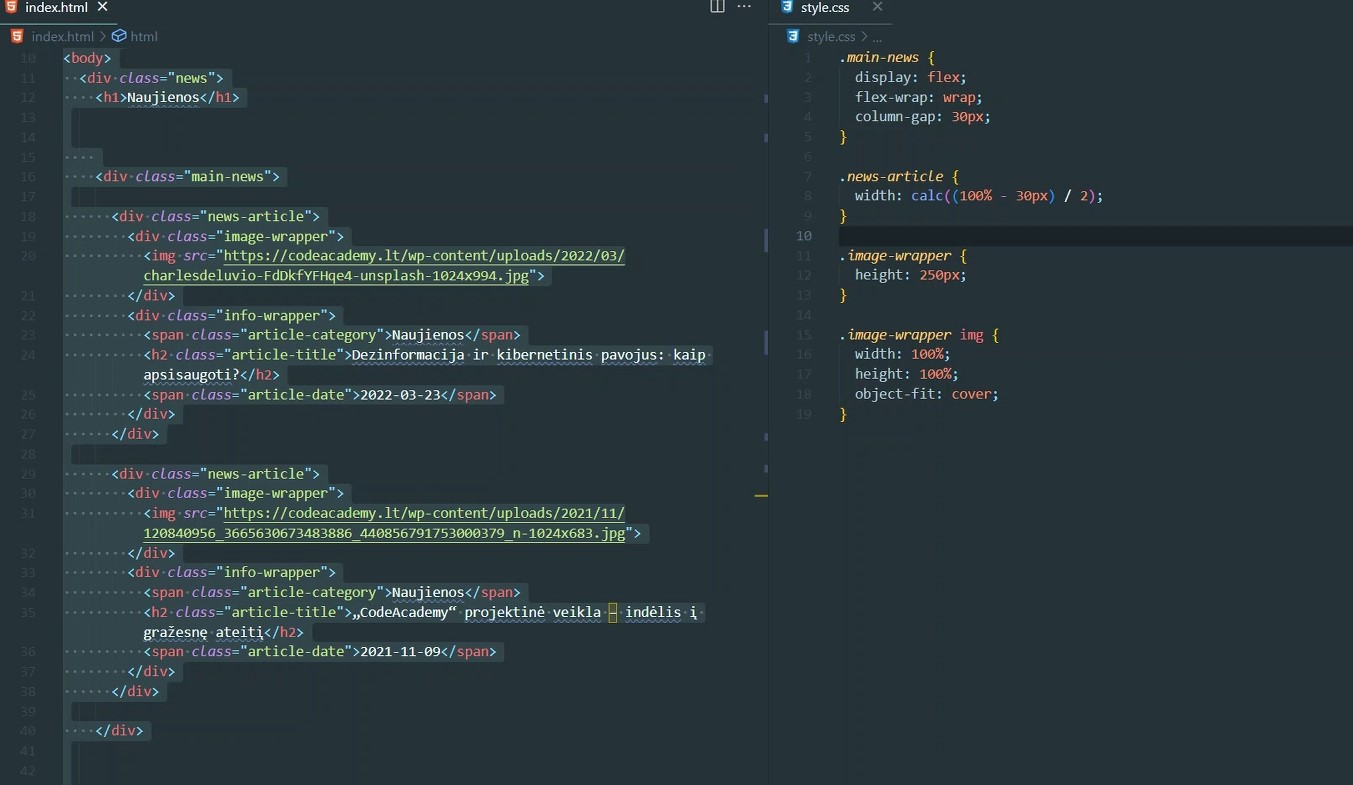 index.html
index.html > html
10 <body>
11 <div class="news">
12 <h1>Naujienos</h1>
13
14
15
16 <div class="main-news">
17
18 <div class="news-article">
19 <div class="image-wrapper">
20 <img src="https://codeacademy.lt/wp-content/uploads/2022/03/
charlesdeluvio-FdDkfYFHqe4-unsplash-1024x994.jpg">
21 </div>
22 <div class="info-wrapper">
23 <span class="article-category">Naujienos</span>
24 <h2 class="article-title">Dezinformacija ir kibernetinis pavojus: kaip
apsisaugoti?</h2>
25 <span class="article-date">2022-03-23</span>
26 </div>
27 </div>
28
29 <div class="news-article">
30 <div class="image-wrapper">
31 <img src="https://codeacademy.lt/wp-content/uploads/2021/11/
120840956_3665630673483886_440856791753000379_n-1024x683.jpg">
32 </div>
33 <div class="info-wrapper">
34 <span class="article-category">Naujienos</span>
35 <h2 class="article-title">„CodeAcademy“ projektinė veikla – indėlis į
gražesnę ateitį</h2>
36 <span class="article-date">2021-11-09</span>
37 </div>
38 </div>
39
40 </div>
41
42
style.css
style.css > ...
1 .main-news {
2 display: flex;
3 flex-wrap: wrap;
4 column-gap: 30px;
5 }
6
7 .news-article {
8 width: calc((100% - 30px) / 2);
9 }
10
11 .image-wrapper {
12 height: 250px;
13 }
14
15 .image-wrapper img {
16 width: 100%;
17 height: 100%;
18 object-fit: cover;
19 }